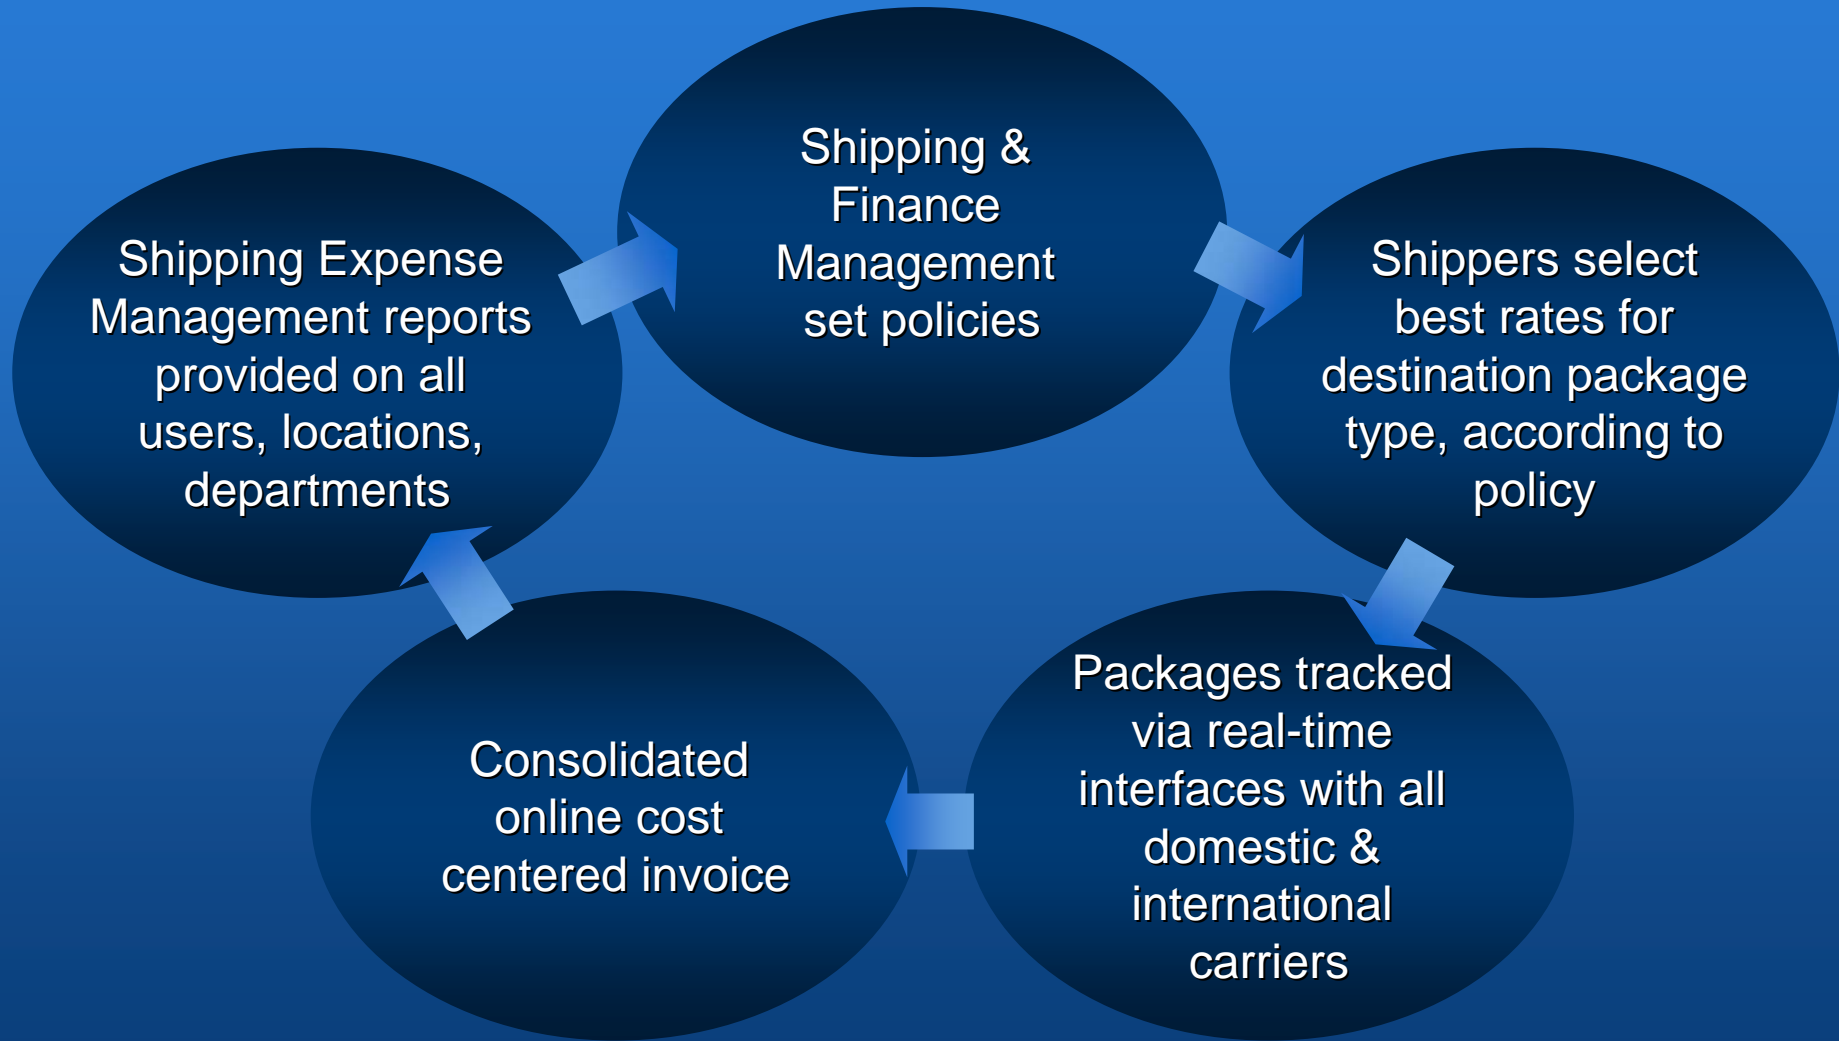 Shipping &
Finance
Management
set policies
Shippers select
best rates for
destination package
type, according to
policy
Packages tracked
via real-time
interfaces with all
domestic &
international
carriers
Consolidated
online cost
centered invoice
Shipping Expense
Management reports
provided on all
users, locations,
departments